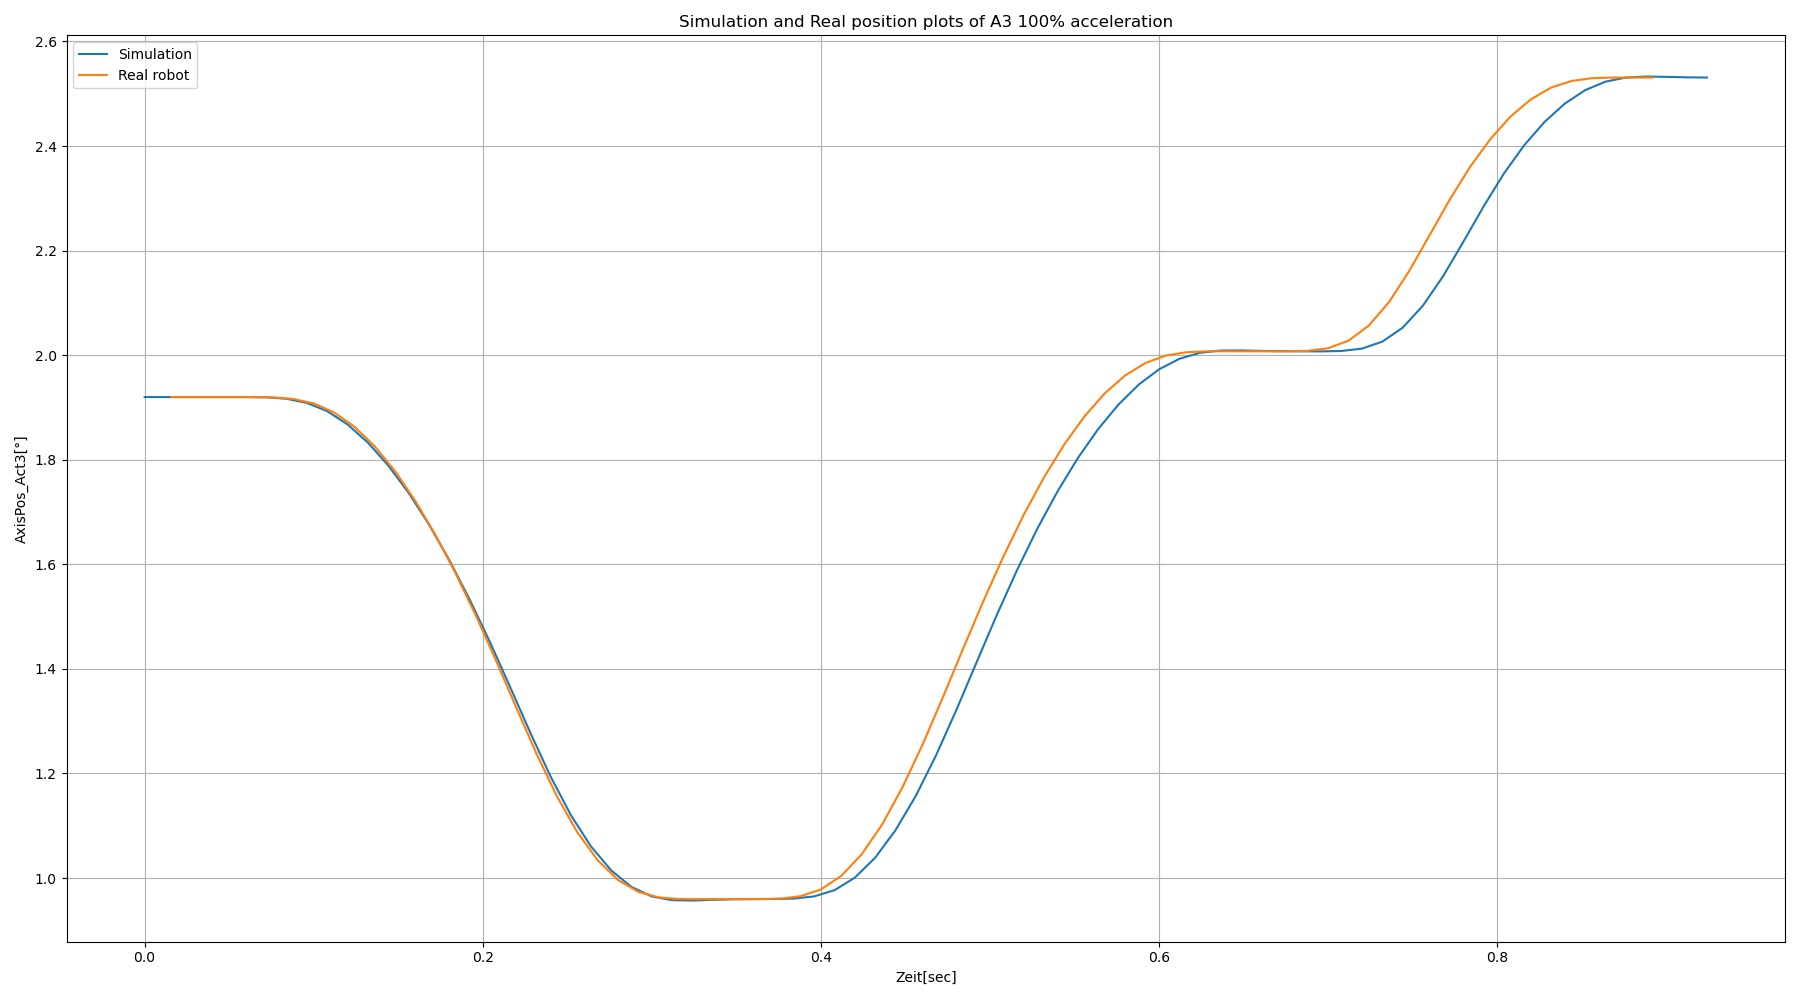 Simulation and Real position plots of A3 100% acceleration
Simulation
Real robot
2.6
2.4
2.2
2.0
1.8
1.6
1.4
1.2
1.0
AxisPos_Act3[°]
0.0 0.2 0.4 0.6 0.8
Zeit[sec]